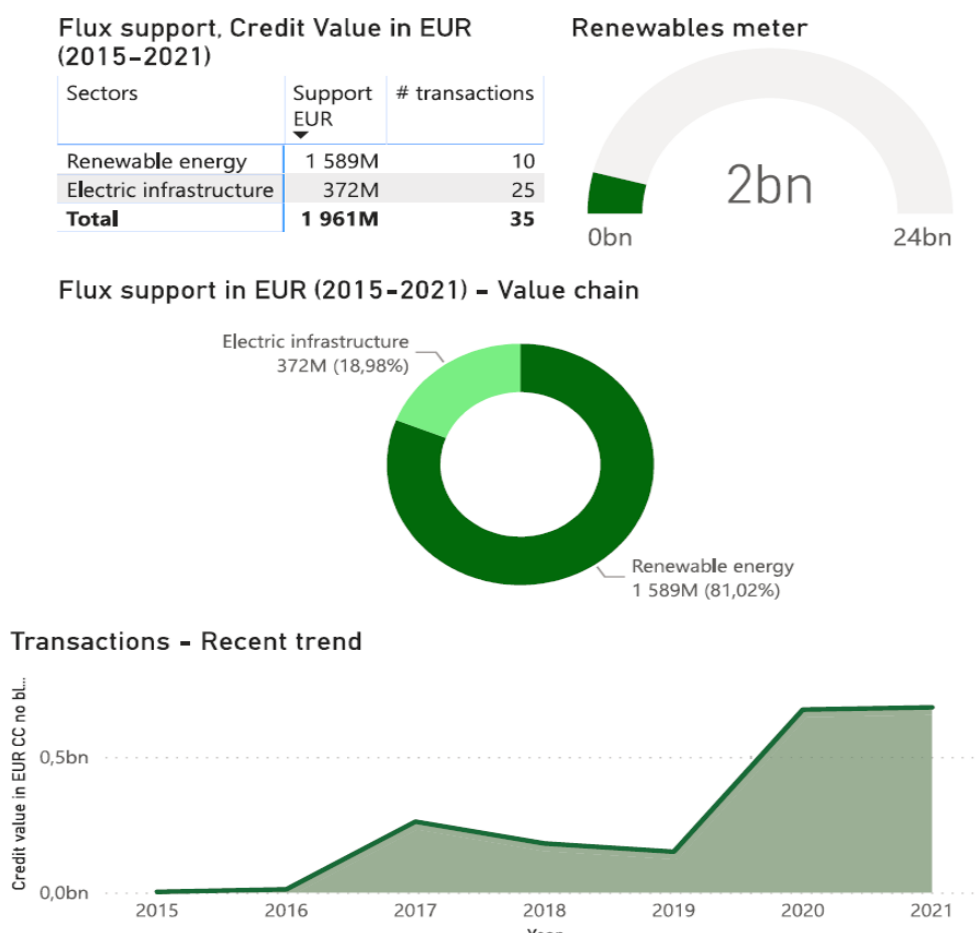 Flux support, Credit Value in EUR
(2015-2021)
Sectors Support # transactions
EUR
Renewable energy 1 589M 10
Electric infrastructure 372M 25
Total 1 961M 35
Renewables meter
2bn
0bn 24bn
Flux support in EUR (2015-2021) - Value chain
Electric infrastructure
372M (18,98%)
Renewable energy
1 589M (81,02%)
Transactions - Recent trend
Credit value in EUR CC no bl...
0,5bn
0,0bn
2015 2016 2017 2018 2019 2020 2021